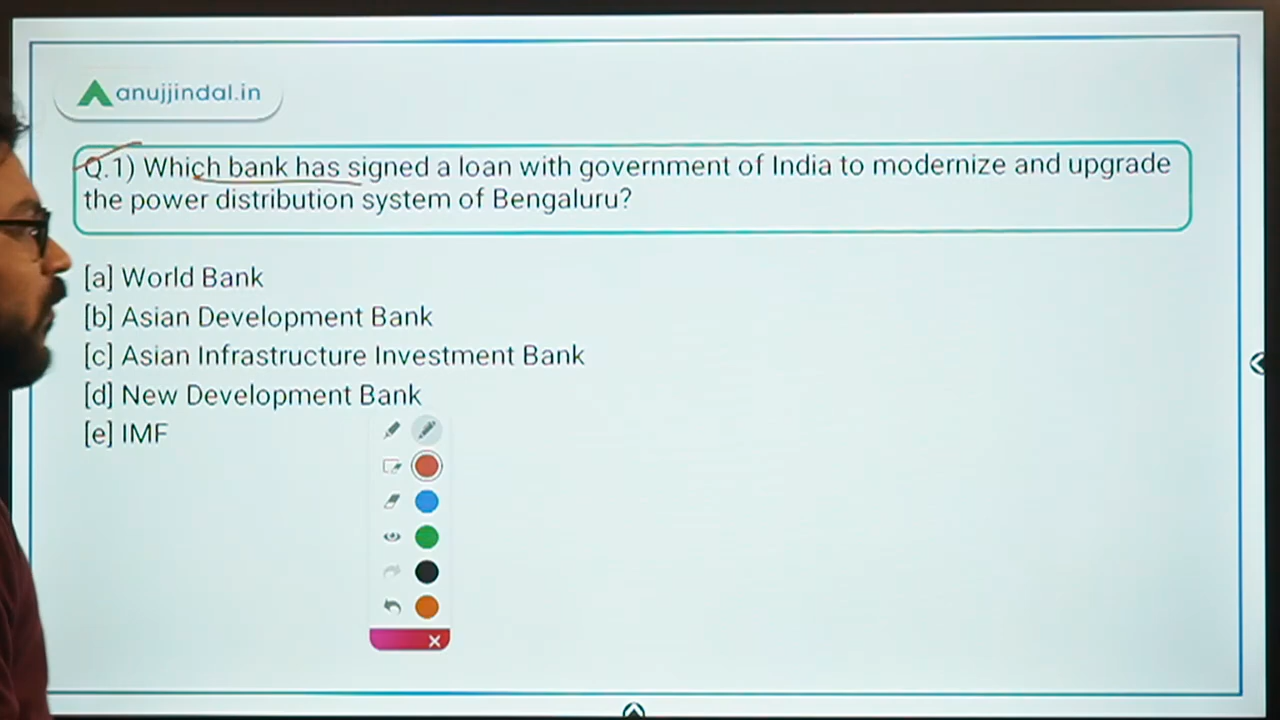 anujjindal.in
Q.1) Which bank has signed a loan with government of India to modernize and upgrade
the power distribution system of Bengaluru?
[a] World Bank
[b] Asian Development Bank
[c] Asian Infrastructure Investment Bank
[d] New Development Bank
[e] IMF